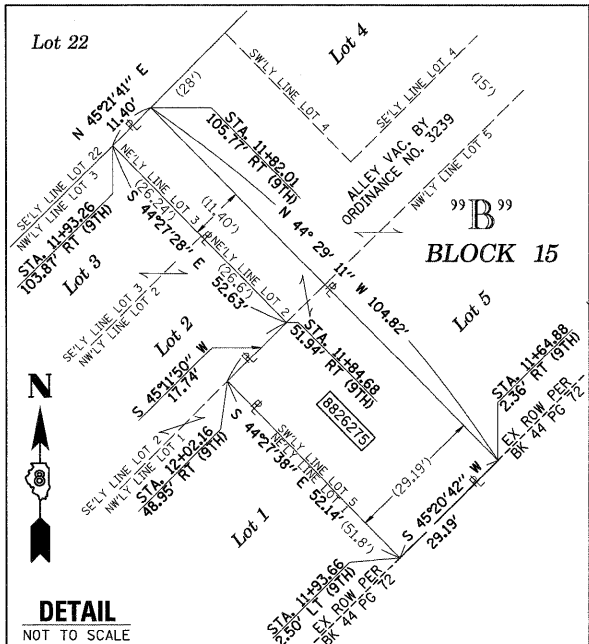 Lot 22
Lot 4
N 45°21'41" E
11.40'
(28')
SW'LY LINE LOT 4
SE'LY LINE LOT 4
(15')
STA. 11+82.01
105.77' RT (9TH)
ALLEY VAC. BY
ORDINANCE NO. 3239
NW'LY LINE LOT 5
"B"
BLOCK 15
SE'LY LINE LOT 22
NW'LY LINE LOT 3
NE'LY LINE LOT 3
(26.24')
(11.40')
S 44°27'28" E
52.63'
NE'LY LINE LOT 2
(26.6')
N 44° 29' 11" W 104.82'
STA. 11+93.26
103.87' RT (9TH)
Lot 3
SE'LY LINE LOT 3
NW'LY LINE LOT 2
Lot 2
Lot 5
S 45°11'50" W
17.74'
STA. 11+84.68
51.94' RT (9TH)
8826275
STA. 11+64.88
2.36' RT (9TH)
EX ROW PER
BK 44 PG 72
SE'LY LINE LOT 2
NW'LY LINE LOT 1
STA. 12+02.16
48.95' RT (9TH)
SW'LY LINE LOT 5
NE'LY LINE LOT 1
S 44°27'38" E 52.14'
(51.8')
(29.19')
S 45°20'42" W
29.19'
Lot 1
STA. 11+93.66
2.50' LT (9TH)
EX ROW PER
BK 44 PG 72
N
8
DETAIL
NOT TO SCALE